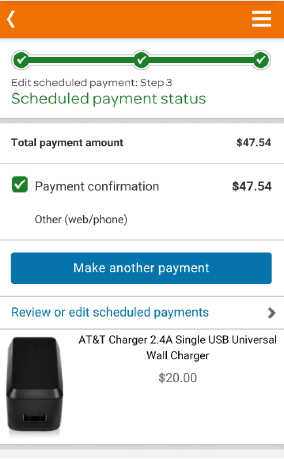 Edit scheduled payment: Step 3
Scheduled payment status
Total payment amount $47.54
Payment confirmation $47.54
Other (web/phone)
Make another payment
Review or edit scheduled payments
AT&T Charger 2.4A Single USB Universal
Wall Charger
$20.00